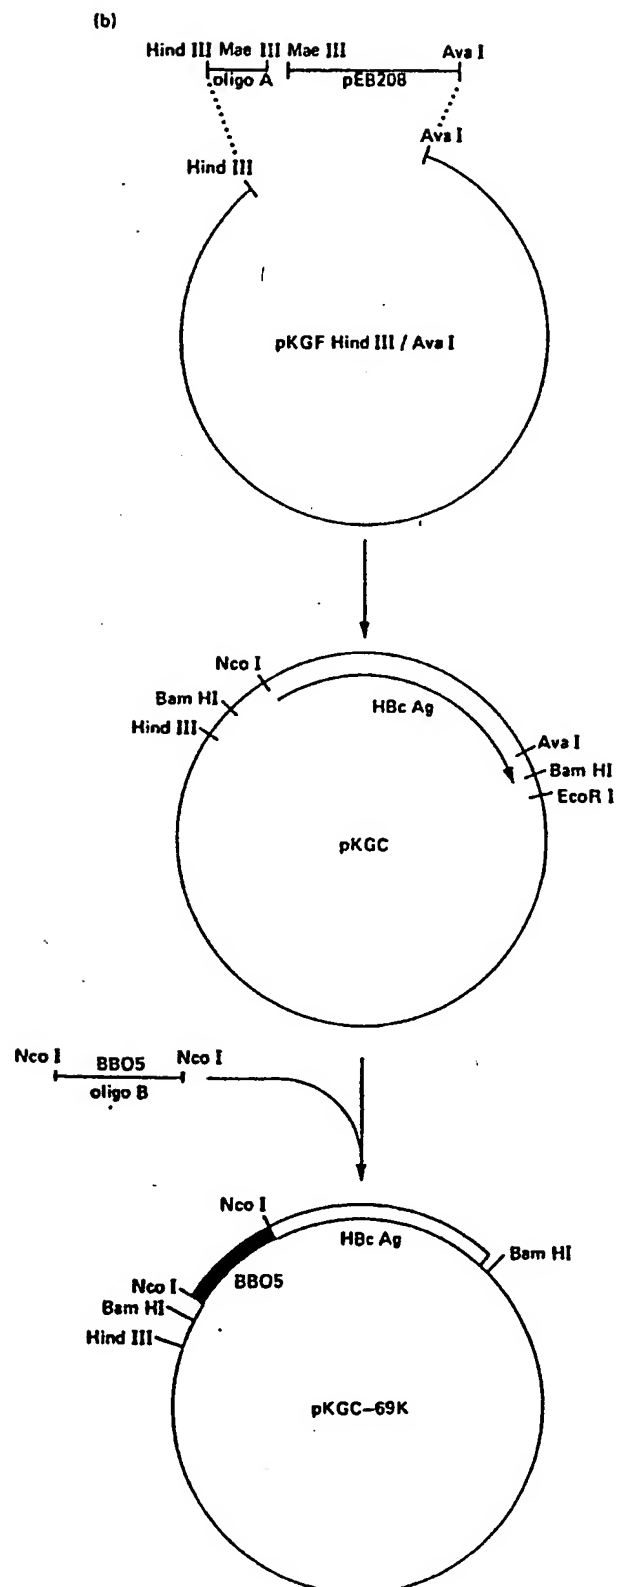 (b)
Hind III Mae III Mae III Ava I
oligo A pEB208
Ava I
Hind III
pKGF Hind III / Ava I
Nco I
Bam HI
HBc Ag
Hind III
Ava I
Bam HI
EcoR I
pKGC
Nco I BBO5 Nco I
oligo B
Nco I
HBc Ag
Bam HI
Nco I
BBO5
Bam HI
Hind III
pKGC-69K